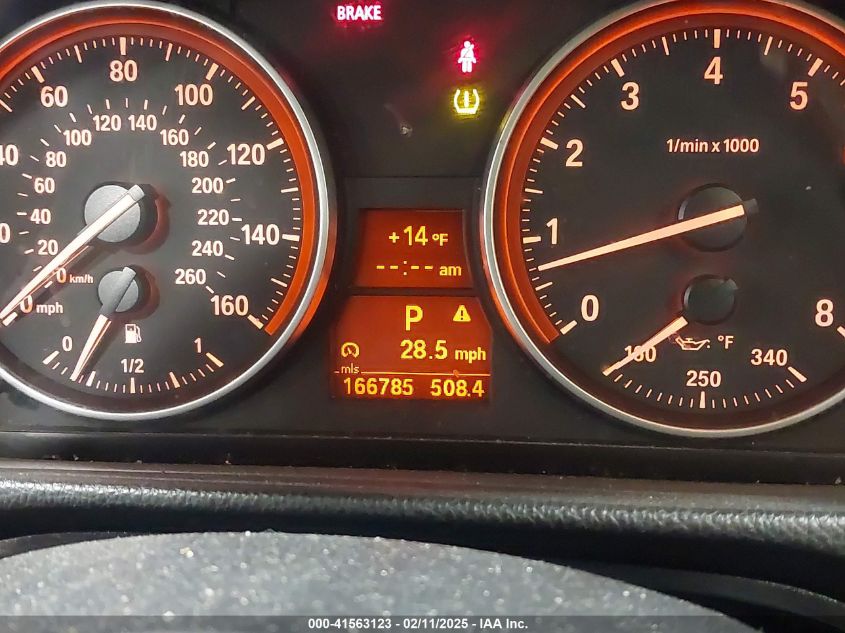 BRAKE
60 80 100 120 140 160
20 40 60 80 100 120 140 160 180 200 220 240 260
km/h
mph
0 1/2 1
+14 °F
--:-- am
P
28.5 mph
mls
166785 508.4
0 1 2 3 4 5 8
1/min x 1000
°F
250 340
000-41563123 - 02/11/2025 - IAA Inc.